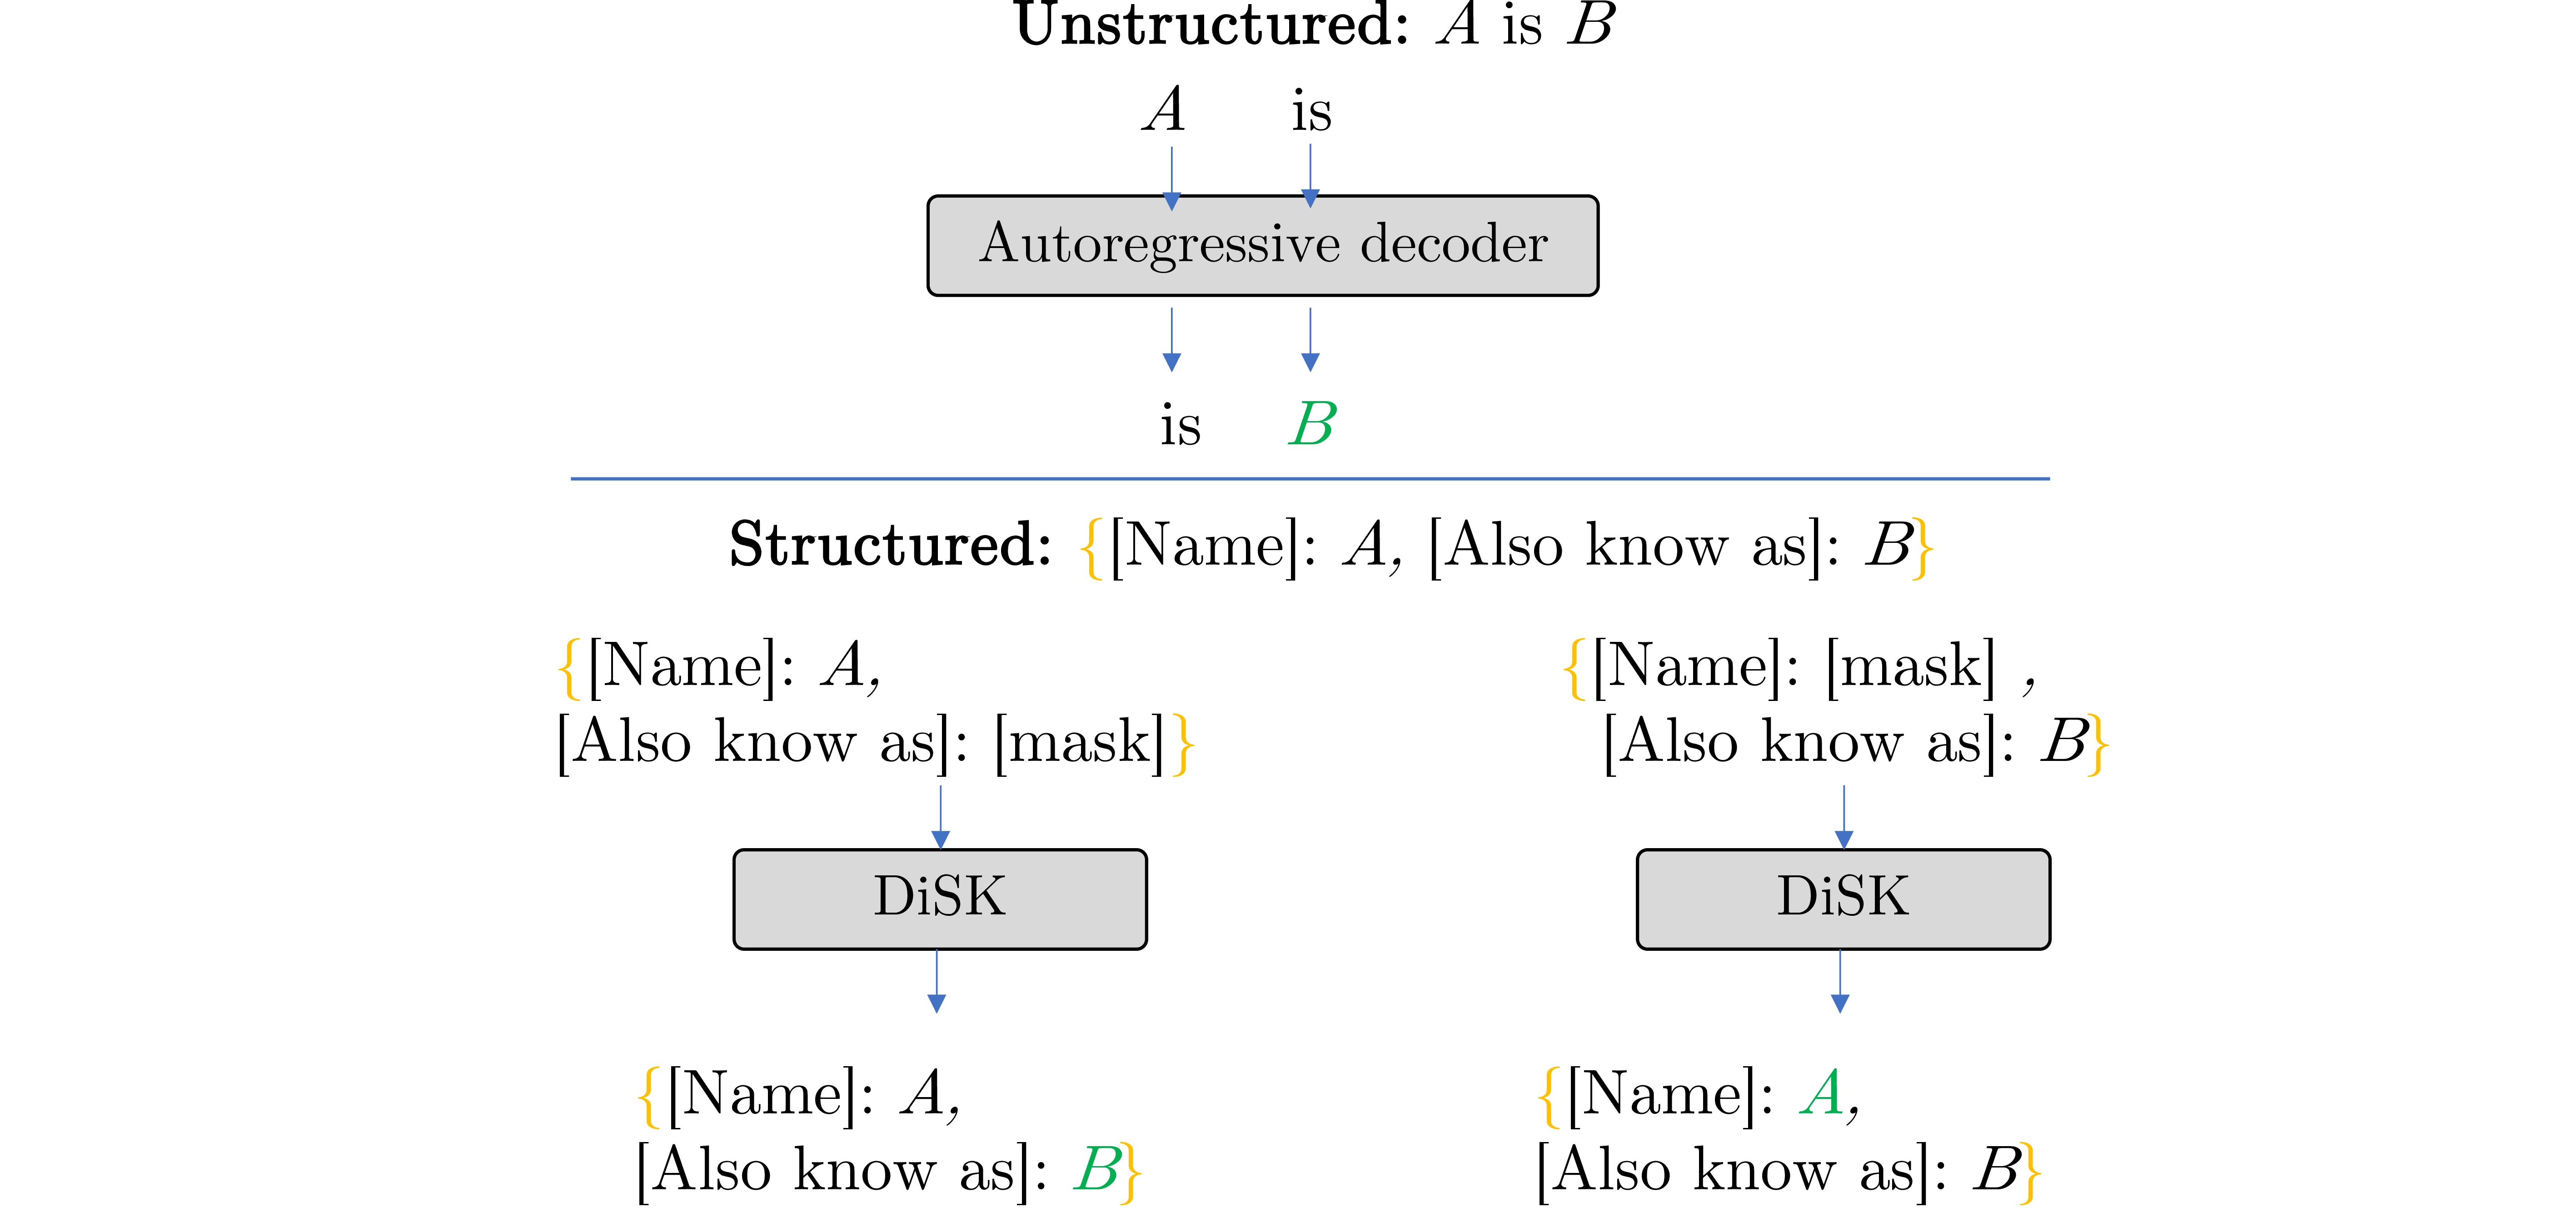 Unstructured: A is B
A is
Autoregressive decoder
is B
Structured: {[Name]: A, [Also know as]: B}
{[Name]: A,
[Also know as]: [mask]}
{[Name]: [mask] ,
[Also know as]: B}
DiSK
DiSK
{[Name]: A,
[Also know as]: B}
{[Name]: A,
[Also know as]: B}